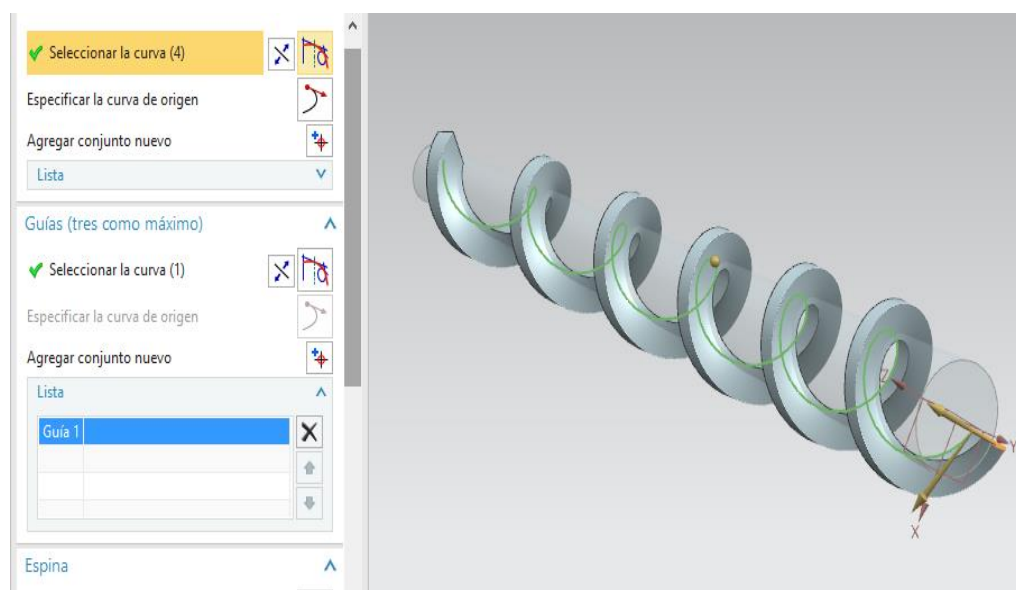 Seleccionar la curva (4)
Especificar la curva de origen
Agregar conjunto nuevo
Lista
Guías (tres como máximo)
Seleccionar la curva (1)
Especificar la curva de origen
Agregar conjunto nuevo
Lista
Guía 1
Espina
Z
Y
X